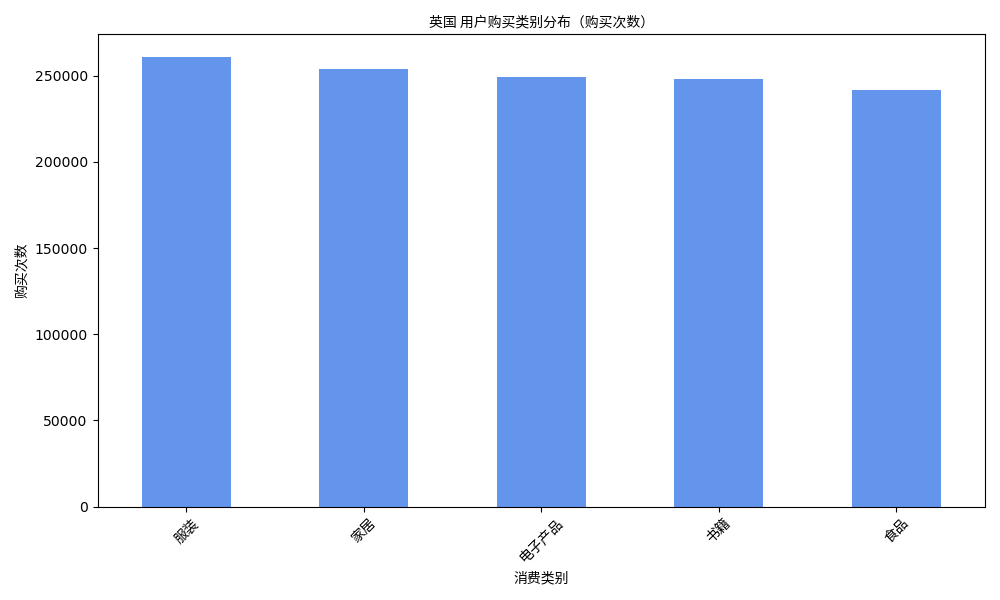 英国 用户购买类别分布（购买次数）
购买次数
250000
200000
150000
100000
50000
0
服装
家居
电子产品
书籍
食品
消费类别